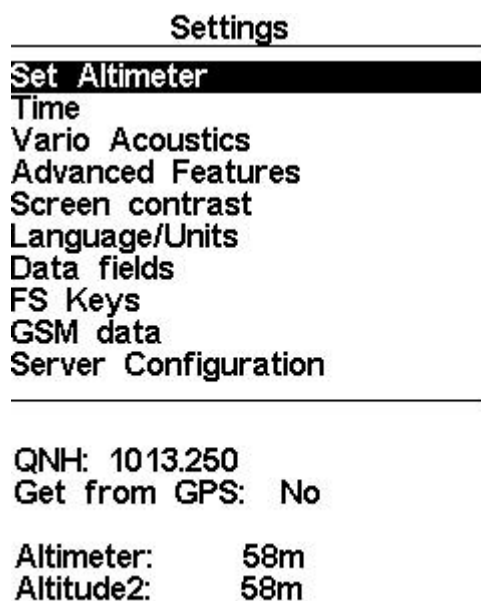 Settings
Set Altimeter
Time
Vario Acoustics
Advanced Features
Screen contrast
Language/Units
Data fields
FS Keys
GSM data
Server Configuration
QNH: 1013.250
Get from GPS: No
Altimeter: 58m
Altitude2: 58m